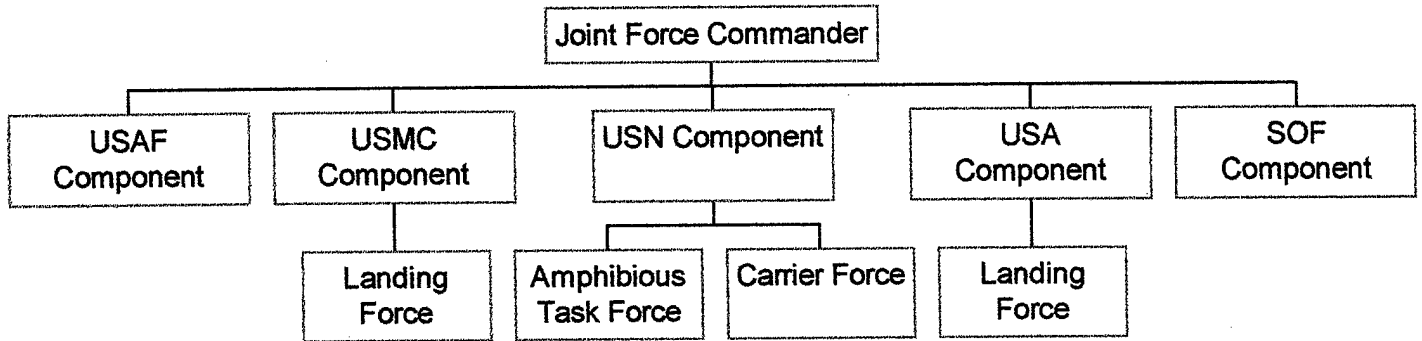 Joint Force Commander
USAF
Component
USMC
Component
USN Component
USA
Component
SOF
Component
Landing
Force
Amphibious
Task Force
Carrier Force
Landing
Force